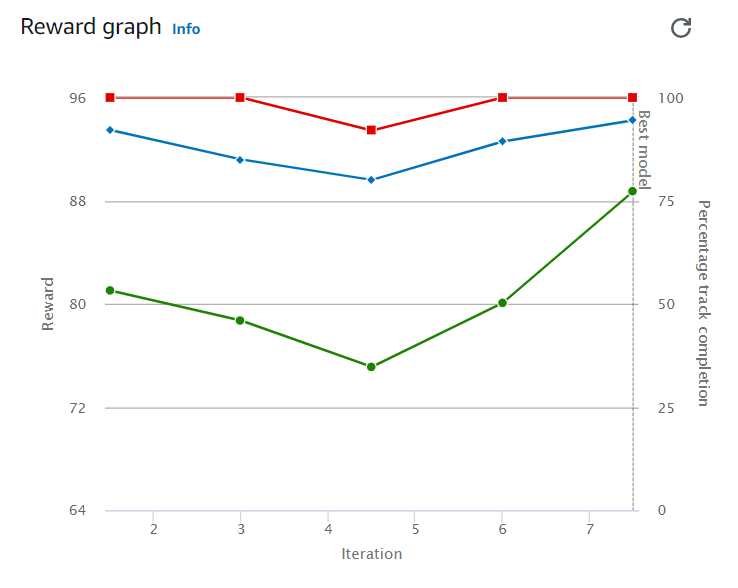 Reward graph Info
96
88
80
72
64
Reward
100
75
50
25
0
Percentage track completion
Best model
2 3 4 5 6 7
Iteration